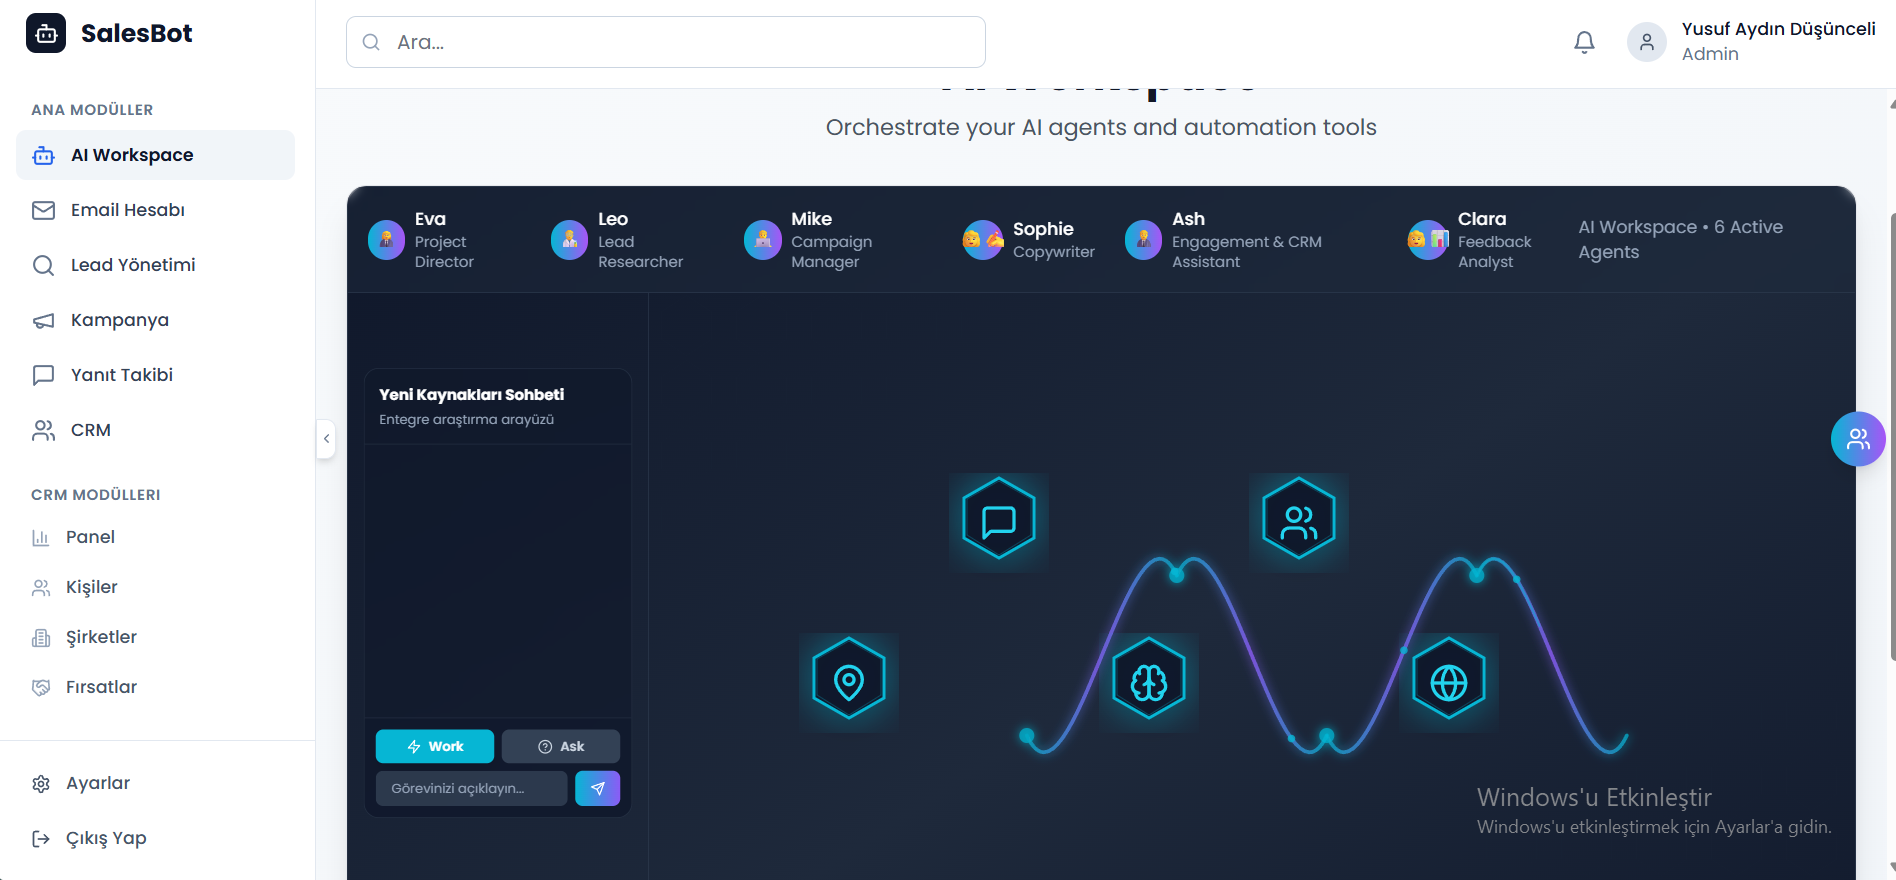 SalesBot
Ara...
Yusuf Aydın Düşünceli
Admin
ANA MODÜLLER
AI Workspace
Email Hesabı
Lead Yönetimi
Kampanya
Yanıt Takibi
CRM
CRM MODÜLLERI
Panel
Kişiler
Şirketler
Fırsatlar
Ayarlar
Çıkış Yap
AI Workspace
Orchestrate your AI agents and automation tools
Eva
Project
Director
Leo
Lead
Researcher
Mike
Campaign
Manager
Sophie
Copywriter
Ash
Engagement & CRM
Assistant
Clara
Feedback
Analyst
AI Workspace • 6 Active
Agents
Yeni Kaynakları Sohbeti
Entegre araştırma arayüzü
Work
Ask
Görevinizi açıklayın...
Windows'u Etkinleştir
Windows'u etkinleştirmek için Ayarlar'a gidin.